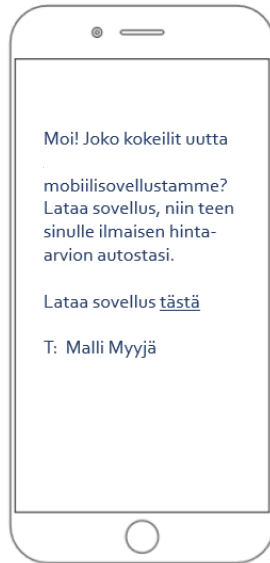 Moi! Joko kokeilit uutta
mobiilisovellustamme?
Lataa sovellus, niin teen
sinulle ilmaisen hinta-
arvion autostasi.
Lataa sovellus tästä
T: Malli Myyjä